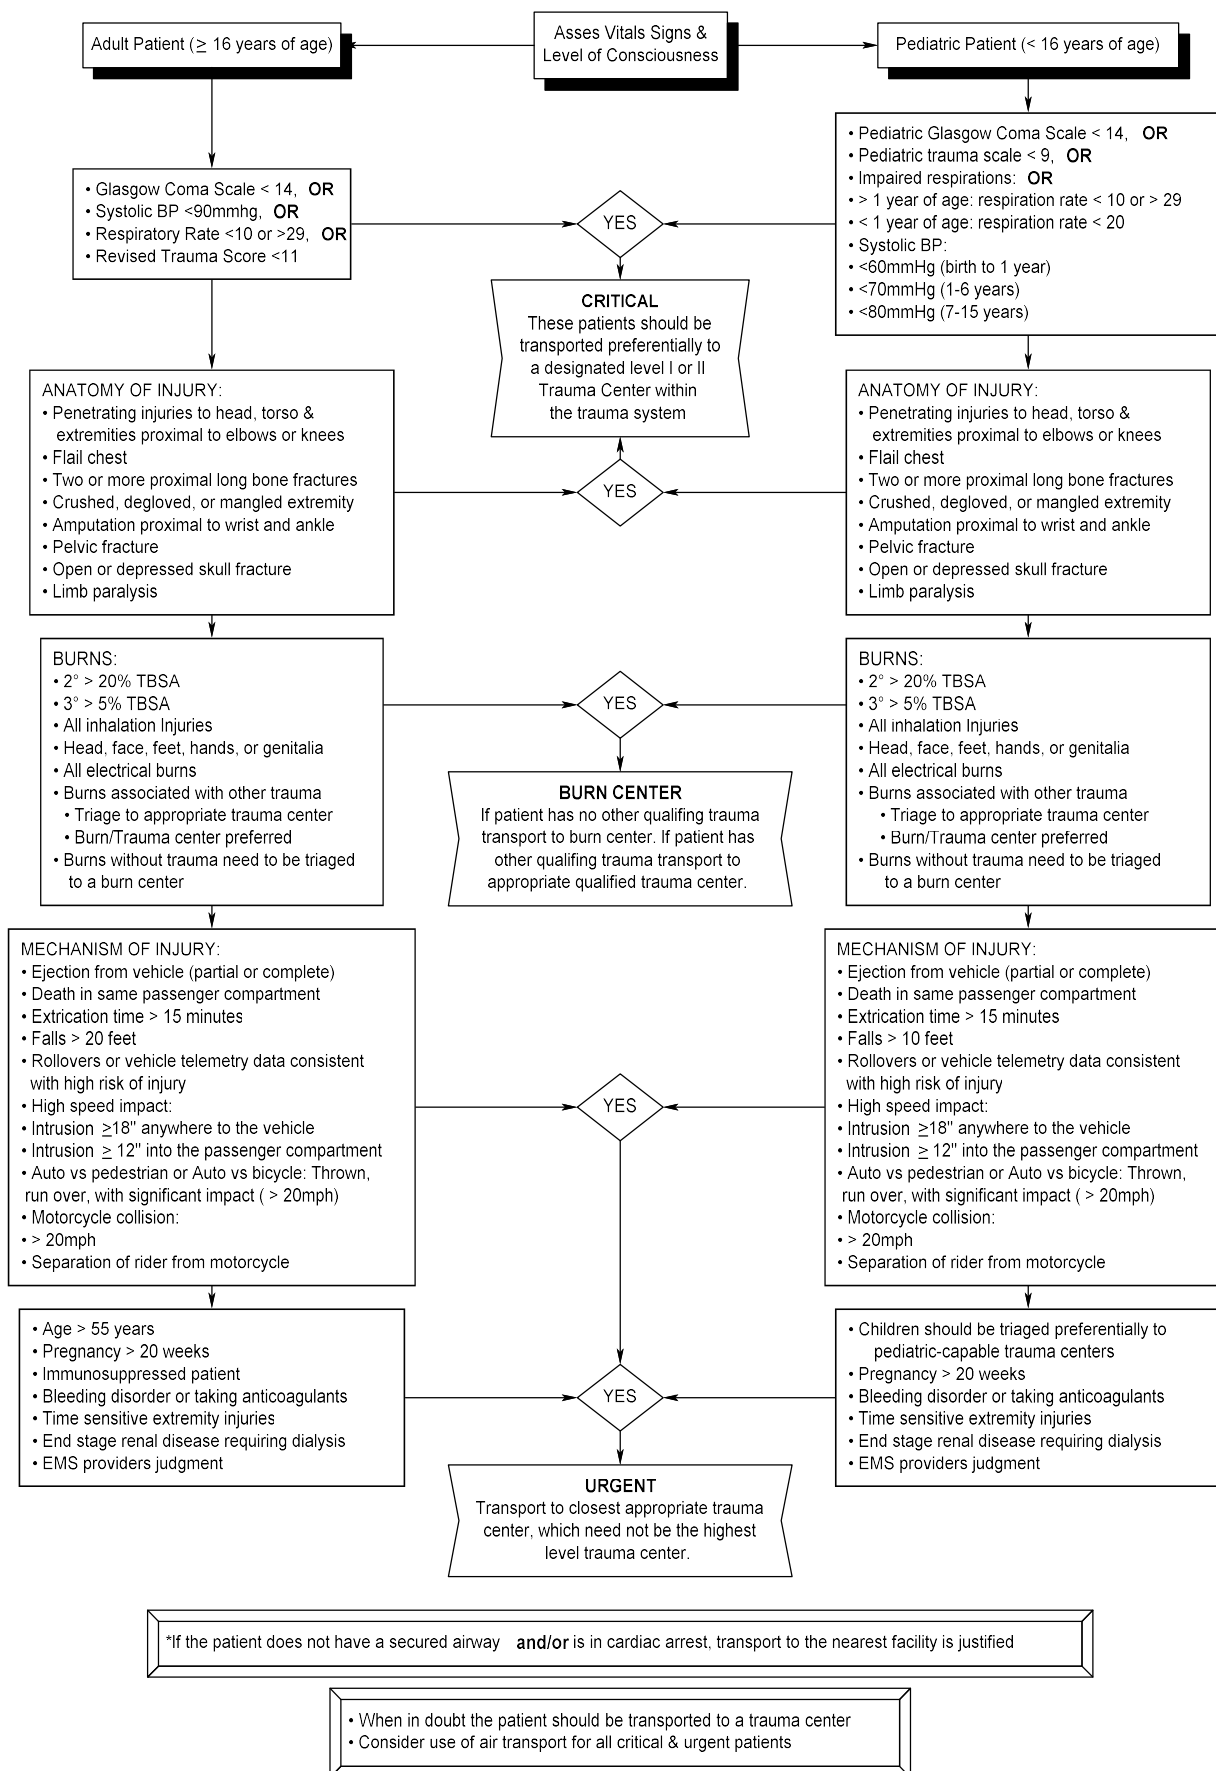 Asses Vitals Signs &
Level of Consciousness
Adult Patient ( ≥ 16 years of age)
Pediatric Patient (< 16 years of age)
• Glasgow Coma Scale < 14, OR
• Systolic BP <90mmhg, OR
• Respiratory Rate <10 or >29, OR
• Revised Trauma Score <11
YES
• Pediatric Glasgow Coma Scale < 14, OR
• Pediatric trauma scale < 9, OR
• Impaired respirations: OR
• > 1 year of age: respiration rate < 10 or > 29
• < 1 year of age: respiration rate < 20
• Systolic BP:
• <60mmHg (birth to 1 year)
• <70mmHg (1-6 years)
• <80mmHg (7-15 years)
CRITICAL
These patients should be
transported preferentially to
a designated level I or II
Trauma Center within
the trauma system
ANATOMY OF INJURY:
• Penetrating injuries to head, torso &
extremities proximal to elbows or knees
• Flail chest
• Two or more proximal long bone fractures
• Crushed, degloved, or mangled extremity
• Amputation proximal to wrist and ankle
• Pelvic fracture
• Open or depressed skull fracture
• Limb paralysis
YES
ANATOMY OF INJURY:
• Penetrating injuries to head, torso &
extremities proximal to elbows or knees
• Flail chest
• Two or more proximal long bone fractures
• Crushed, degloved, or mangled extremity
• Amputation proximal to wrist and ankle
• Pelvic fracture
• Open or depressed skull fracture
• Limb paralysis
BURNS:
• 2° > 20% TBSA
• 3° > 5% TBSA
• All inhalation Injuries
• Head, face, feet, hands, or genitalia
• All electrical burns
• Burns associated with other trauma
• Triage to appropriate trauma center
• Burn/Trauma center preferred
• Burns without trauma need to be triaged
to a burn center
YES
BURN CENTER
If patient has no other qualifing trauma
transport to burn center. If patient has
other qualifing trauma transport to
appropriate qualified trauma center.
BURNS:
• 2° > 20% TBSA
• 3° > 5% TBSA
• All inhalation Injuries
• Head, face, feet, hands, or genitalia
• All electrical burns
• Burns associated with other trauma
• Triage to appropriate trauma center
• Burn/Trauma center preferred
• Burns without trauma need to be triaged
to a burn center
MECHANISM OF INJURY:
• Ejection from vehicle (partial or complete)
• Death in same passenger compartment
• Extrication time > 15 minutes
• Falls > 20 feet
• Rollovers or vehicle telemetry data consistent
with high risk of injury
• High speed impact:
• Intrusion ≥18" anywhere to the vehicle
• Intrusion ≥ 12" into the passenger compartment
• Auto vs pedestrian or Auto vs bicycle: Thrown,
run over, with significant impact ( > 20mph)
• Motorcycle collision:
• > 20mph
• Separation of rider from motorcycle
YES
MECHANISM OF INJURY:
• Ejection from vehicle (partial or complete)
• Death in same passenger compartment
• Extrication time > 15 minutes
• Falls > 10 feet
• Rollovers or vehicle telemetry data consistent
with high risk of injury
• High speed impact:
• Intrusion ≥18" anywhere to the vehicle
• Intrusion ≥ 12" into the passenger compartment
• Auto vs pedestrian or Auto vs bicycle: Thrown,
run over, with significant impact ( > 20mph)
• Motorcycle collision:
• > 20mph
• Separation of rider from motorcycle
• Age > 55 years
• Pregnancy > 20 weeks
• Immunosuppressed patient
• Bleeding disorder or taking anticoagulants
• Time sensitive extremity injuries
• End stage renal disease requiring dialysis
• EMS providers judgment
YES
• Children should be triaged preferentially to
pediatric-capable trauma centers
• Pregnancy > 20 weeks
• Bleeding disorder or taking anticoagulants
• Time sensitive extremity injuries
• End stage renal disease requiring dialysis
• EMS providers judgment
URGENT
Transport to closest appropriate trauma
center, which need not be the highest
level trauma center.
*If the patient does not have a secured airway and/or is in cardiac arrest, transport to the nearest facility is justified
• When in doubt the patient should be transported to a trauma center
• Consider use of air transport for all critical & urgent patients